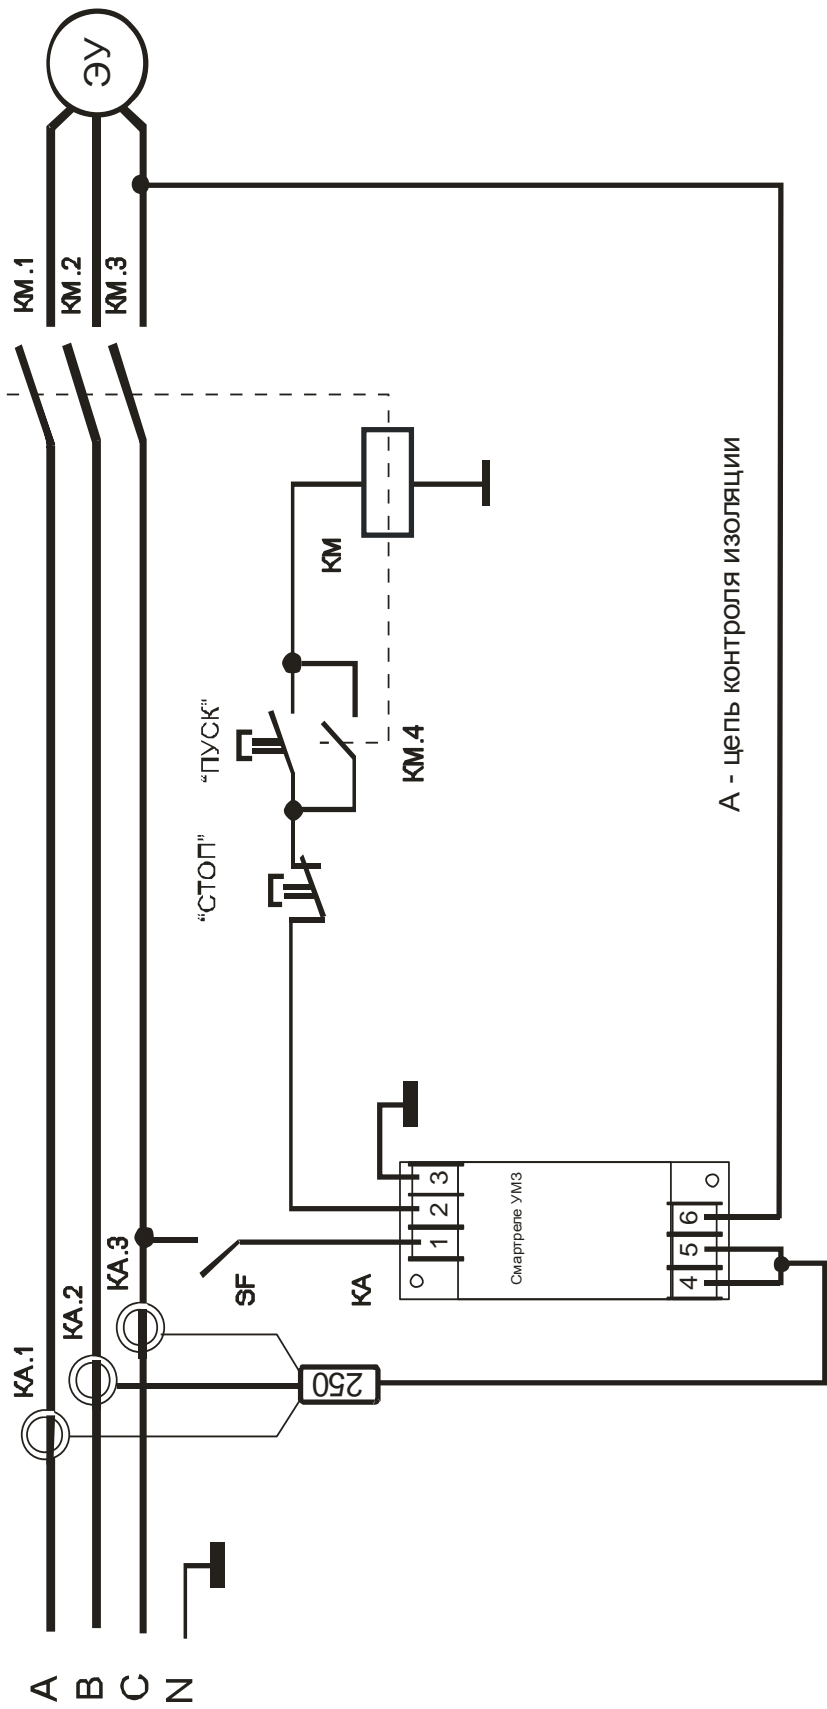 A
B
C
N
КА.1
КА.2
КА.3
КМ.1
КМ.2
КМ.3
ЭУ
SF
"СТОП"
"ПУСК"
КМ
КМ.4
250
КА
1
2
3
Смартреле УМЗ
4
5
6
А - цепь контроля изоляции